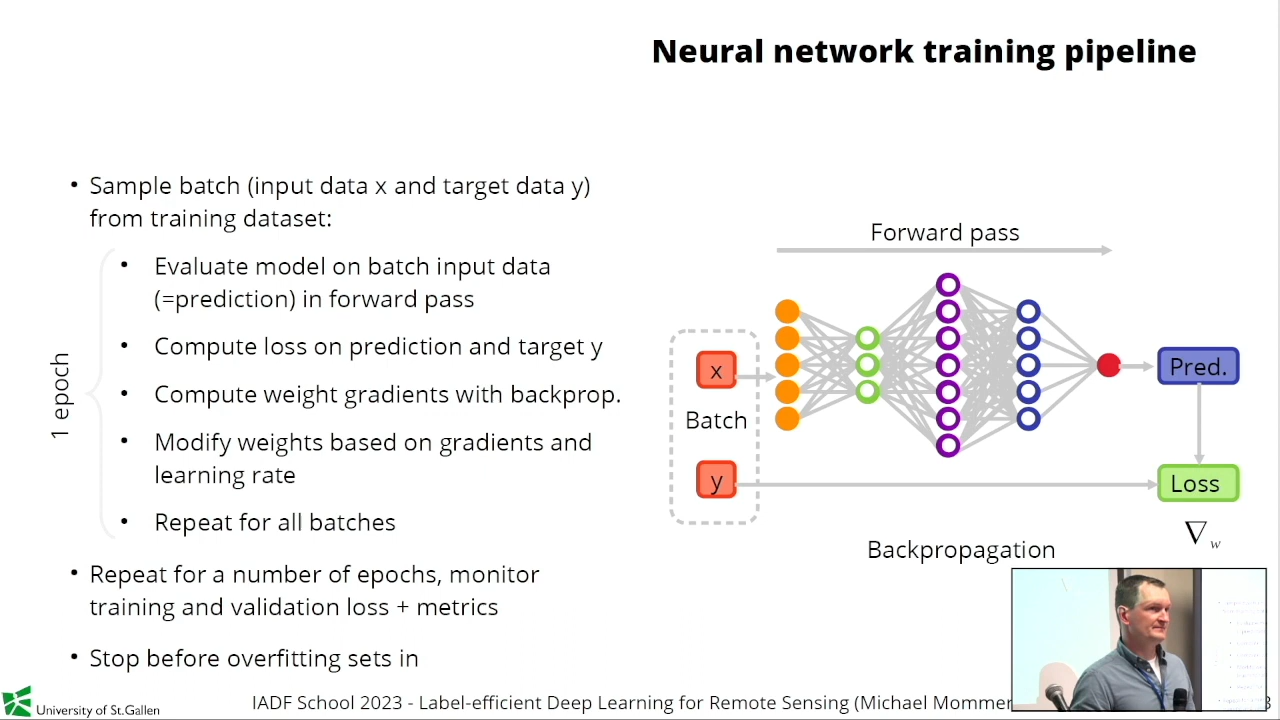 Neural network training pipeline
• Sample batch (input data x and target data y)
from training dataset:
• Evaluate model on batch input data
(=prediction) in forward pass
• Compute loss on prediction and target y
• Compute weight gradients with backprop.
• Modify weights based on gradients and
learning rate
• Repeat for all batches
1 epoch
• Repeat for a number of epochs, monitor
training and validation loss + metrics
• Stop before overfitting sets in
Forward pass
x
Batch
y
Pred.
Loss
∇w
Backpropagation
University of St.Gallen
IADF School 2023 - Label-efficient Deep Learning for Remote Sensing (Michael Mommer